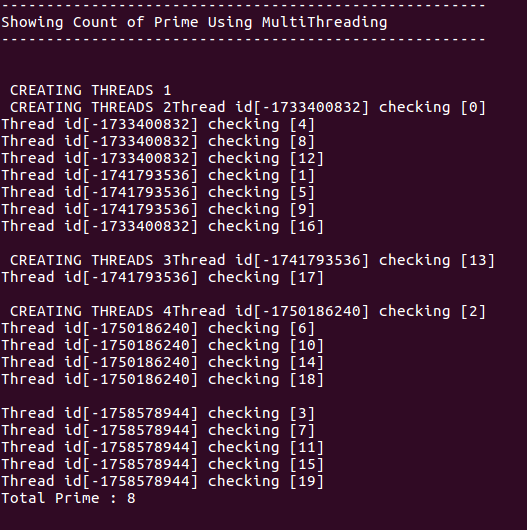 ------------------------------------------------------
Showing Count of Prime Using MultiThreading
------------------------------------------------------
CREATING THREADS 1
CREATING THREADS 2Thread id[-1733400832] checking [0]
Thread id[-1733400832] checking [4]
Thread id[-1733400832] checking [8]
Thread id[-1733400832] checking [12]
Thread id[-1741793536] checking [1]
Thread id[-1741793536] checking [5]
Thread id[-1741793536] checking [9]
Thread id[-1733400832] checking [16]
CREATING THREADS 3Thread id[-1741793536] checking [13]
Thread id[-1741793536] checking [17]
CREATING THREADS 4Thread id[-1750186240] checking [2]
Thread id[-1750186240] checking [6]
Thread id[-1750186240] checking [10]
Thread id[-1750186240] checking [14]
Thread id[-1750186240] checking [18]
Thread id[-1758578944] checking [3]
Thread id[-1758578944] checking [7]
Thread id[-1758578944] checking [11]
Thread id[-1758578944] checking [15]
Thread id[-1758578944] checking [19]
Total Prime : 8